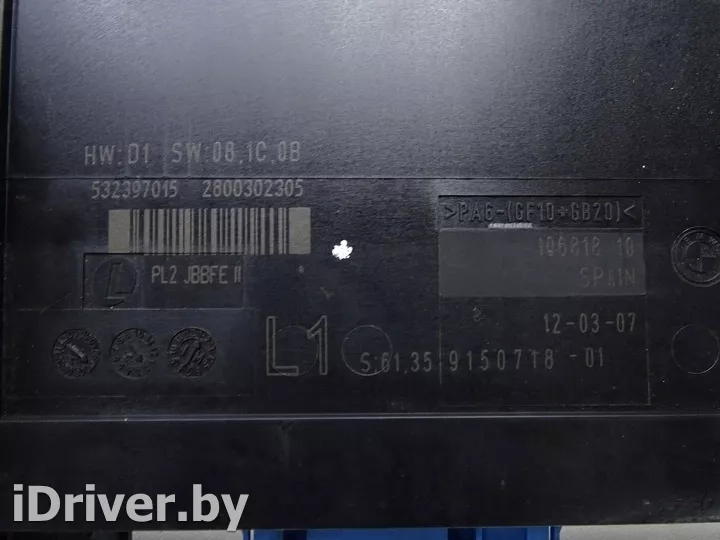 HW:D1 SW:08.1C.0B
532397015 2800302305
>PA6-(GF10+GB20)<
106818 10
SPAIN
PL2 JBBFE II
12-03-07
L1
S:61.35 9150718 -01
iDriver.by